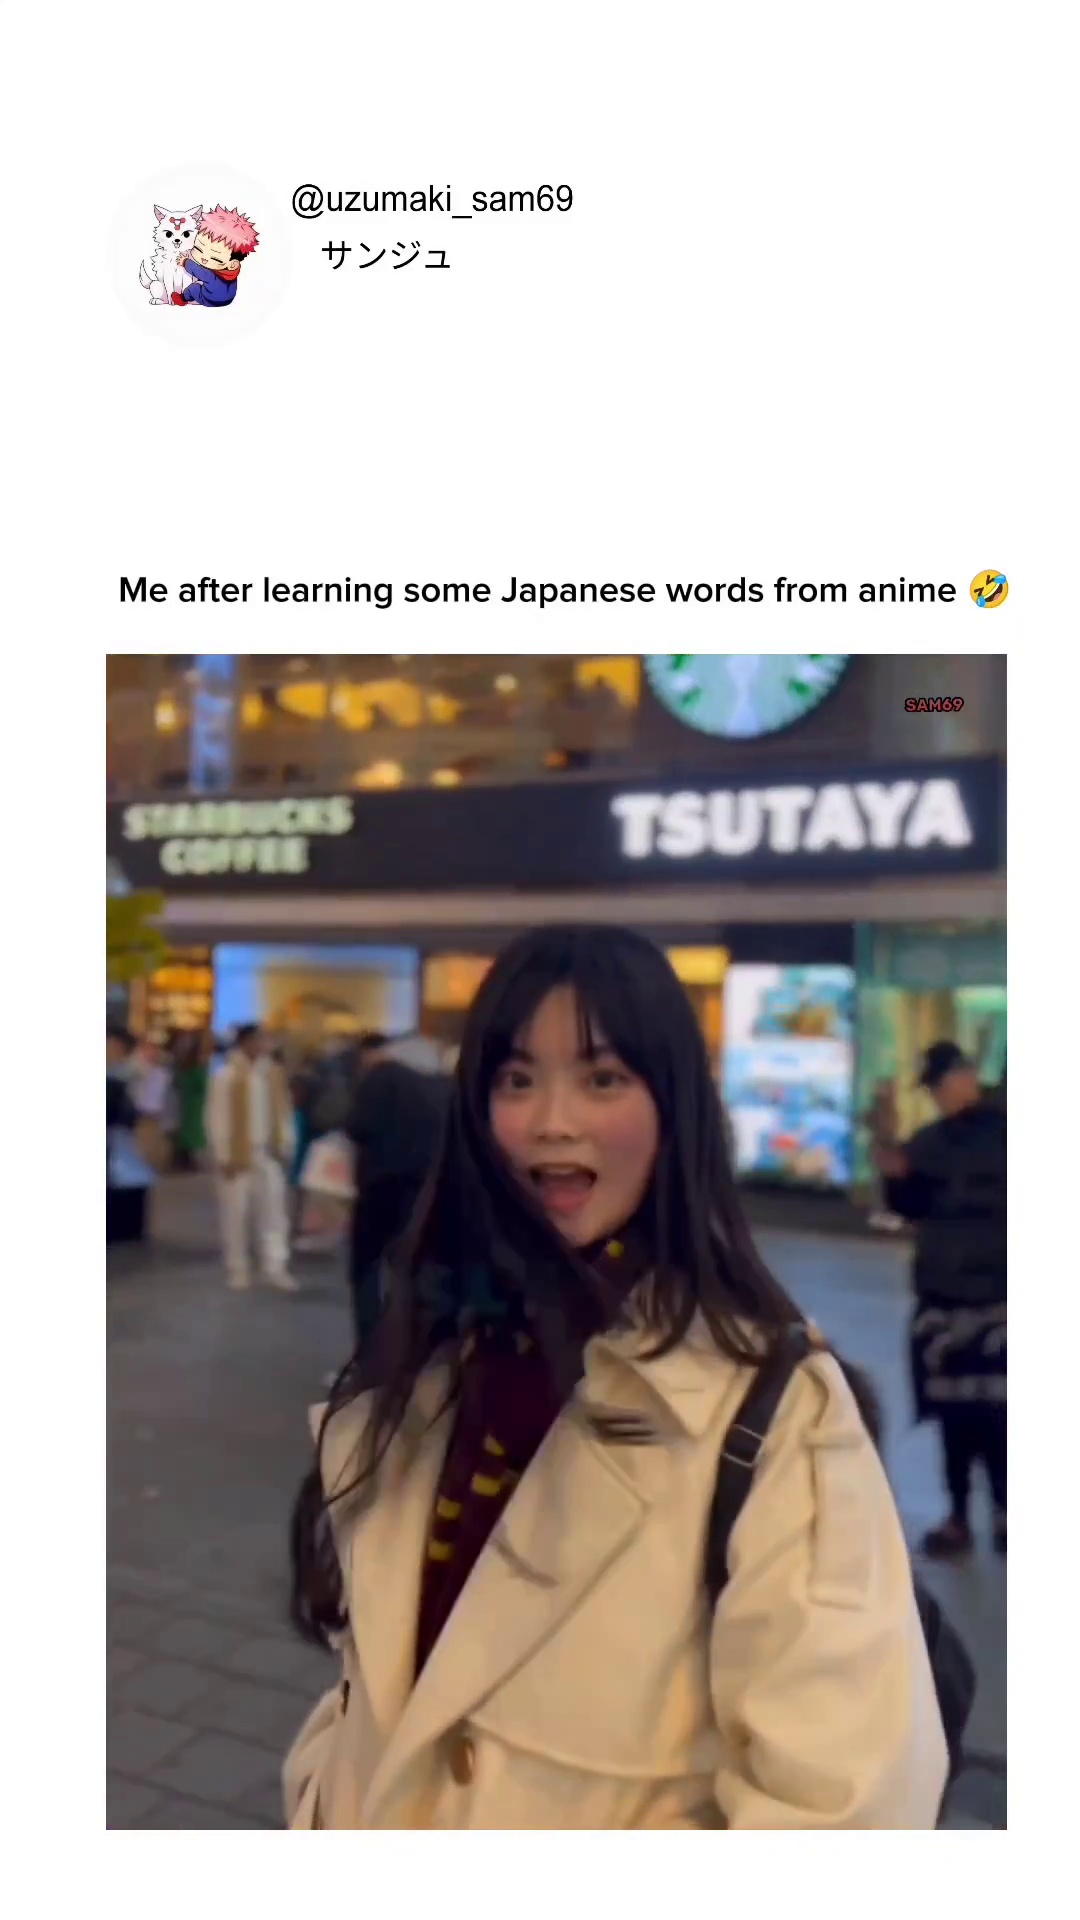 @uzumaki_sam69
サンジュ
Me after learning some Japanese words from anime 🤣
SAM69
STARBUCKS
COFFEE
TSUTAYA